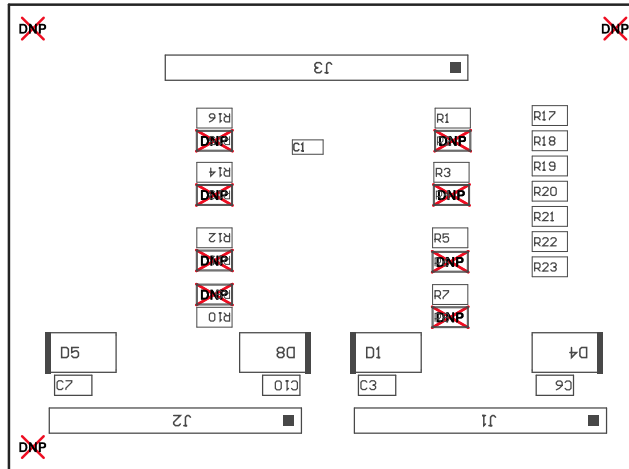 DNP
DNP
J3
R16
R1
R17
DNP
C1
DNP
R18
R14
R3
R19
DNP
DNP
R20
R21
R12
R5
R22
DNP
DNP
R23
DNP
R7
R10
DNP
D5
D8
D1
D4
C7
C10
C3
C6
J2
J1
DNP